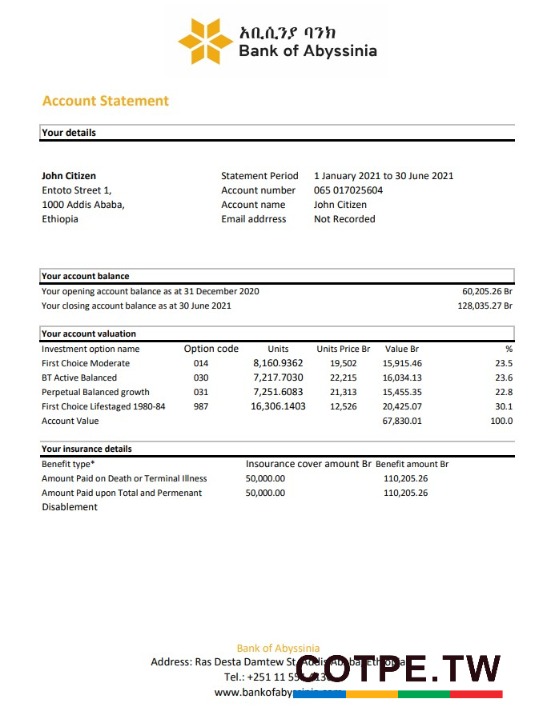 አቢሲንያ ባንክ
Bank of Abyssinia
Account Statement
Your details
John Citizen Statement Period 1 January 2021 to 30 June 2021
Entoto Street 1, Account number 065 017025604
1000 Addis Ababa, Account name John Citizen
Ethiopia Email addrress Not Recorded
Your account balance
Your opening account balance as at 31 December 2020 60,205.26 Br
Your closing account balance as at 30 June 2021 128,035.27 Br
Your account valuation
Investment option name Option code Units Units Price Br Value Br %
First Choice Moderate 014 8,160.9362 19,502 15,915.46 23.5
BT Active Balanced 030 7,217.7030 22,215 16,034.13 23.6
Perpetual Balanced growth 031 7,251.6083 21,313 15,455.35 22.8
First Choice Lifestaged 1980-84 987 16,306.1403 12,526 20,425.07 30.1
Account Value 67,830.01 100.0
Your insurance details
Benefit type* Insourance cover amount Br Benefit amount Br
Amount Paid on Death or Terminal Illness 50,000.00 110,205.26
Amount Paid upon Total and Permenant 50,000.00 110,205.26
Disablement
Bank of Abyssinia
Address: Ras Desta Damtew St, Addis Ababa, Ethiopia
Tel.: +251 11
COTPE.TW